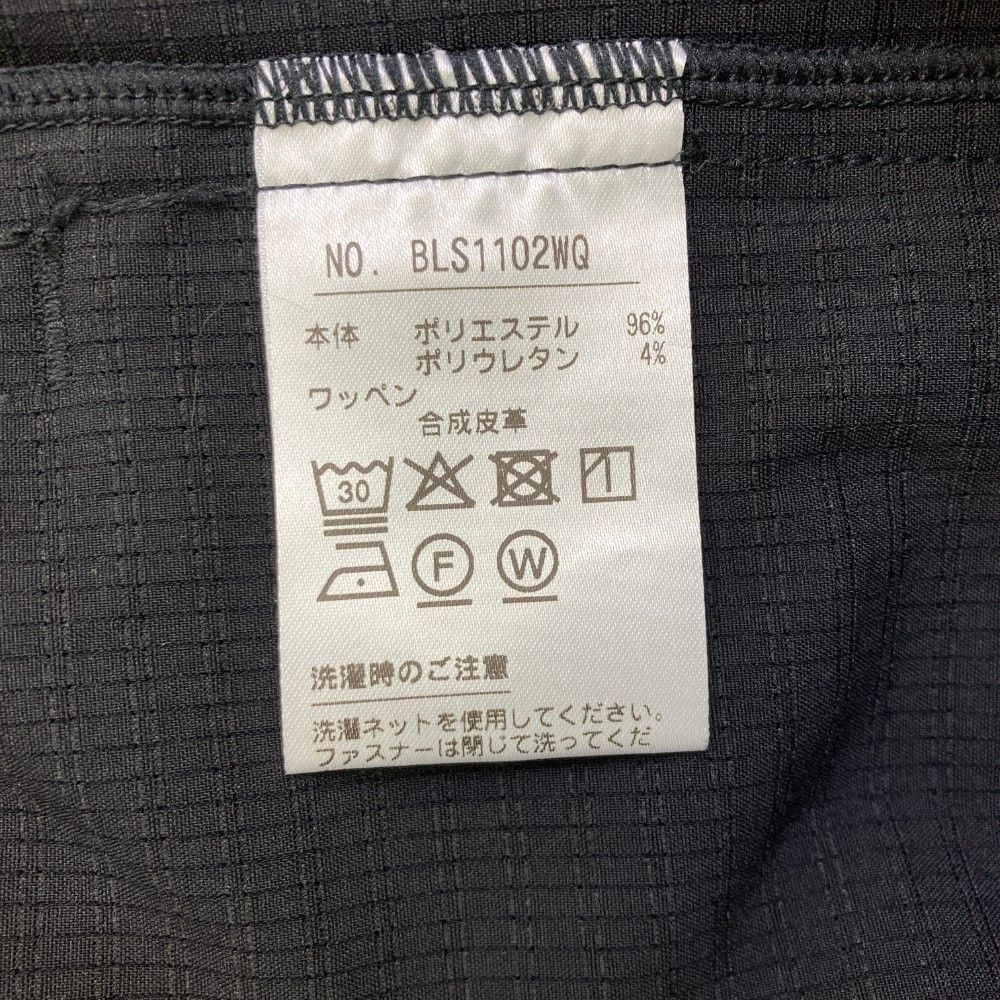 NO. BLS1102WQ
本体 ポリエステル 96%
ポリウレタン 4%
ワッペン
合成皮革
30
F W
洗濯時のご注意
洗濯ネットを使用してください。
ファスナーは閉じて洗ってくだ